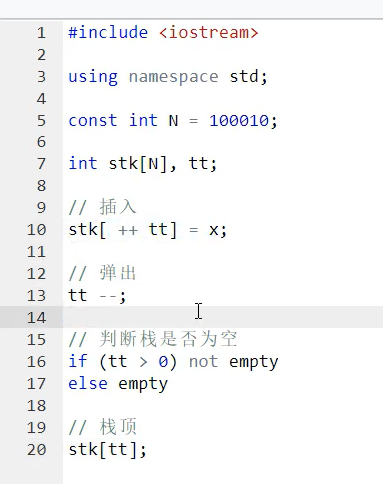 1 #include <iostream>
2
3 using namespace std;
4
5 const int N = 100010;
6
7 int stk[N], tt;
8
9 // 插入
10 stk[ ++ tt] = x;
11
12 // 弹出
13 tt --;
14
15 // 判断栈是否为空
16 if (tt > 0) not empty
17 else empty
18
19 // 栈顶
20 stk[tt];